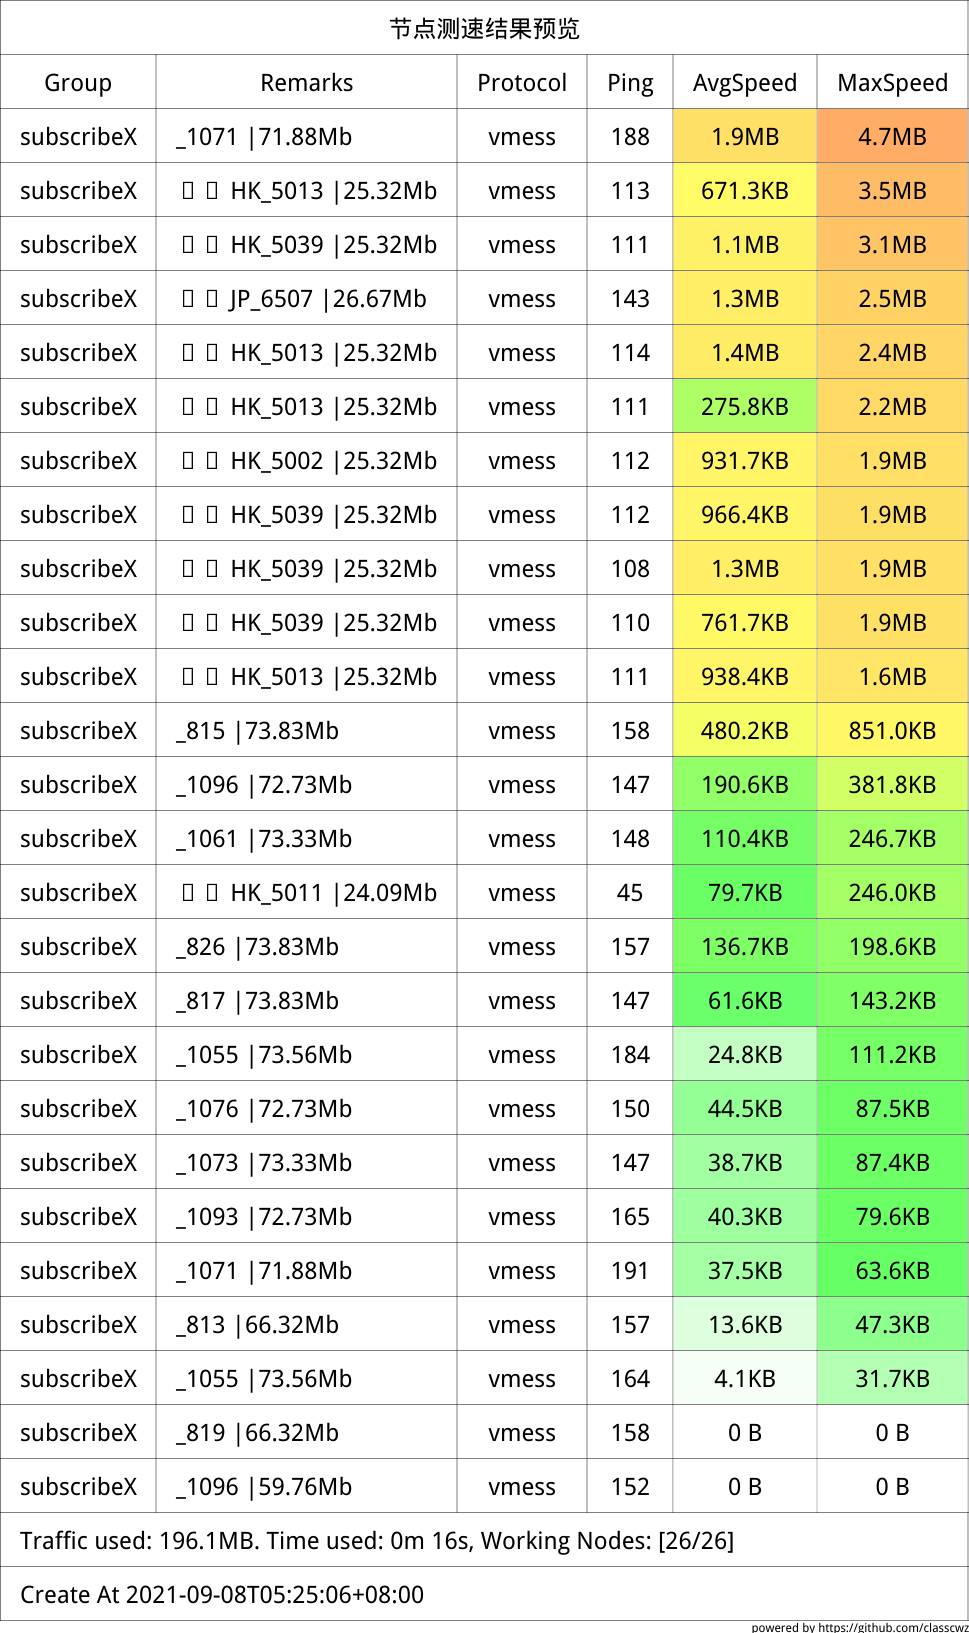 节点测速结果预览
Group Remarks Protocol Ping AvgSpeed MaxSpeed
subscribeX _1071 |71.88Mb vmess 188 1.9MB 4.7MB
subscribeX HK_5013 |25.32Mb vmess 113 671.3KB 3.5MB
subscribeX HK_5039 |25.32Mb vmess 111 1.1MB 3.1MB
subscribeX JP_6507 |26.67Mb vmess 143 1.3MB 2.5MB
subscribeX HK_5013 |25.32Mb vmess 114 1.4MB 2.4MB
subscribeX HK_5013 |25.32Mb vmess 111 275.8KB 2.2MB
subscribeX HK_5002 |25.32Mb vmess 112 931.7KB 1.9MB
subscribeX HK_5039 |25.32Mb vmess 112 966.4KB 1.9MB
subscribeX HK_5039 |25.32Mb vmess 108 1.3MB 1.9MB
subscribeX HK_5039 |25.32Mb vmess 110 761.7KB 1.9MB
subscribeX HK_5013 |25.32Mb vmess 111 938.4KB 1.6MB
subscribeX _815 |73.83Mb vmess 158 480.2KB 851.0KB
subscribeX _1096 |72.73Mb vmess 147 190.6KB 381.8KB
subscribeX _1061 |73.33Mb vmess 148 110.4KB 246.7KB
subscribeX HK_5011 |24.09Mb vmess 45 79.7KB 246.0KB
subscribeX _826 |73.83Mb vmess 157 136.7KB 198.6KB
subscribeX _817 |73.83Mb vmess 147 61.6KB 143.2KB
subscribeX _1055 |73.56Mb vmess 184 24.8KB 111.2KB
subscribeX _1076 |72.73Mb vmess 150 44.5KB 87.5KB
subscribeX _1073 |73.33Mb vmess 147 38.7KB 87.4KB
subscribeX _1093 |72.73Mb vmess 165 40.3KB 79.6KB
subscribeX _1071 |71.88Mb vmess 191 37.5KB 63.6KB
subscribeX _813 |66.32Mb vmess 157 13.6KB 47.3KB
subscribeX _1055 |73.56Mb vmess 164 4.1KB 31.7KB
subscribeX _819 |66.32Mb vmess 158 0 B 0 B
subscribeX _1096 |59.76Mb vmess 152 0 B 0 B
Traffic used: 196.1MB. Time used: 0m 16s, Working Nodes: [26/26]
Create At 2021-09-08T05:25:06+08:00
powered by https://github.com/classcwz